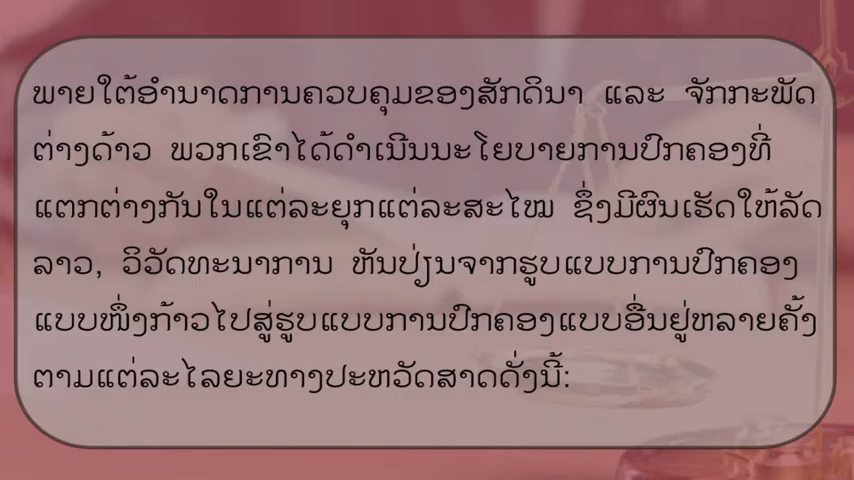 ພາຍໃຕ້ອຳນາດການຄວບຄຸມຂອງສັກດິນາ ແລະ ຈັກກະພັດ
ຕ່າງດ້າວ ພວກເຂົາໄດ້ດຳເນີນນະໂຍບາຍການປົກຄອງທີ່
ແຕກຕ່າງກັນໃນແຕ່ລະຍຸກແຕ່ລະສະໄໝ ຊຶ່ງມີຜົນເຮັດໃຫ້ລັດ
ລາວ, ວິວັດທະນາການ ຫັນປ່ຽນຈາກຮູບແບບການປົກຄອງ
ແບບໜຶ່ງກ້າວໄປສູ່ຮູບແບບການປົກຄອງແບບອື່ນຢູ່ຫລາຍຄັ້ງ
ຕາມແຕ່ລະໄລຍະທາງປະຫວັດສາດດັ່ງນີ້: